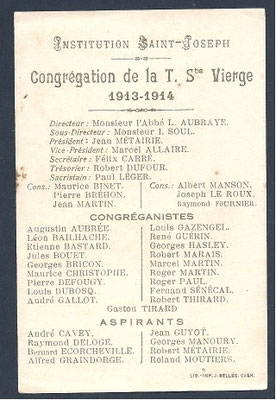 INSTITUTION SAINT-JOSEPH
Congrégation de la T. Ste Vierge
1913-1914
Directeur : Monsieur l'Abbé L. AUBRAYE.
Sous-Directeur : Monsieur I. SOUL.
Président : Jean MÉTAIRIE.
Vice-Président : Marcel ALLAIRE.
Secrétaire : Félix CARRÉ.
Trésorier : Robert DUFOUR.
Sacristain : Paul LÉGER.
Cons.: Maurice BINET.
Pierre BRÉHON.
Jean MARTIN.
Cons.: Albert MANSON.
Joseph LE ROUX.
Raymond FOURNIER.
CONGRÉGANISTES
Augustin AUBRÉE.
Léon BAILHACHE.
Etienne BASTARD.
Jules BOUET.
Georges BRICON.
Maurice CHRISTOPHE.
Pierre DEFOUGY.
Louis DUBOSQ.
André GALLOT.
Louis GAZENGEL.
René GUÉRIN.
Georges HASLEY.
Robert MARAIS.
Marcel MARTIN.
Roger MARTIN.
Roger PAUL.
Fernand SÉNÉCAL.
Robert THIRARD.
Gaston TIRARD
ASPIRANTS
André CAVEY.
Raymond DELOGE.
Bernard ECORCHEVILLE.
Alfred GRAINDORGE.
Jean GUYOT.
Georges MANOURY.
Robert MÉTAIRIE.
Roland MOUTIERS.
LIB.-IMP. J. BELLÉE, CAEN.